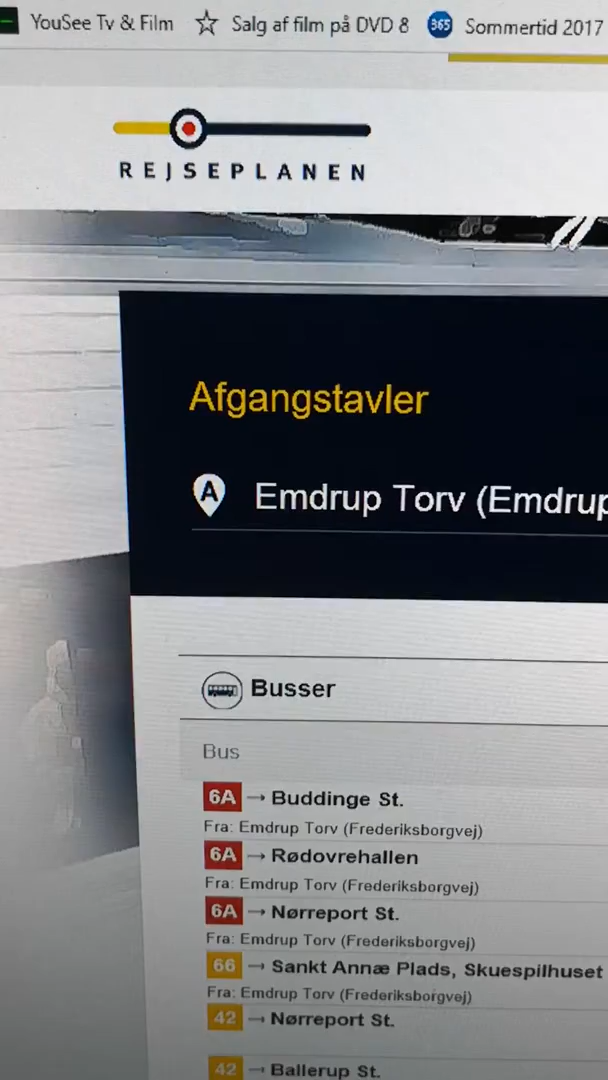 YouSee Tv & Film Salg af film på DVD 8 365 Sommertid 2017
REJSEPLANEN
Afgangstavler
A Emdrup Torv (Emdrup
Busser
Bus
6A → Buddinge St.
Fra: Emdrup Torv (Frederiksborgvej)
6A → Rødovrehallen
Fra: Emdrup Torv (Frederiksborgvej)
6A → Nørreport St.
Fra: Emdrup Torv (Frederiksborgvej)
66 → Sankt Annæ Plads, Skuespilhuset
Fra: Emdrup Torv (Frederiksborgvej)
42 → Nørreport St.
42 → Ballerup St.